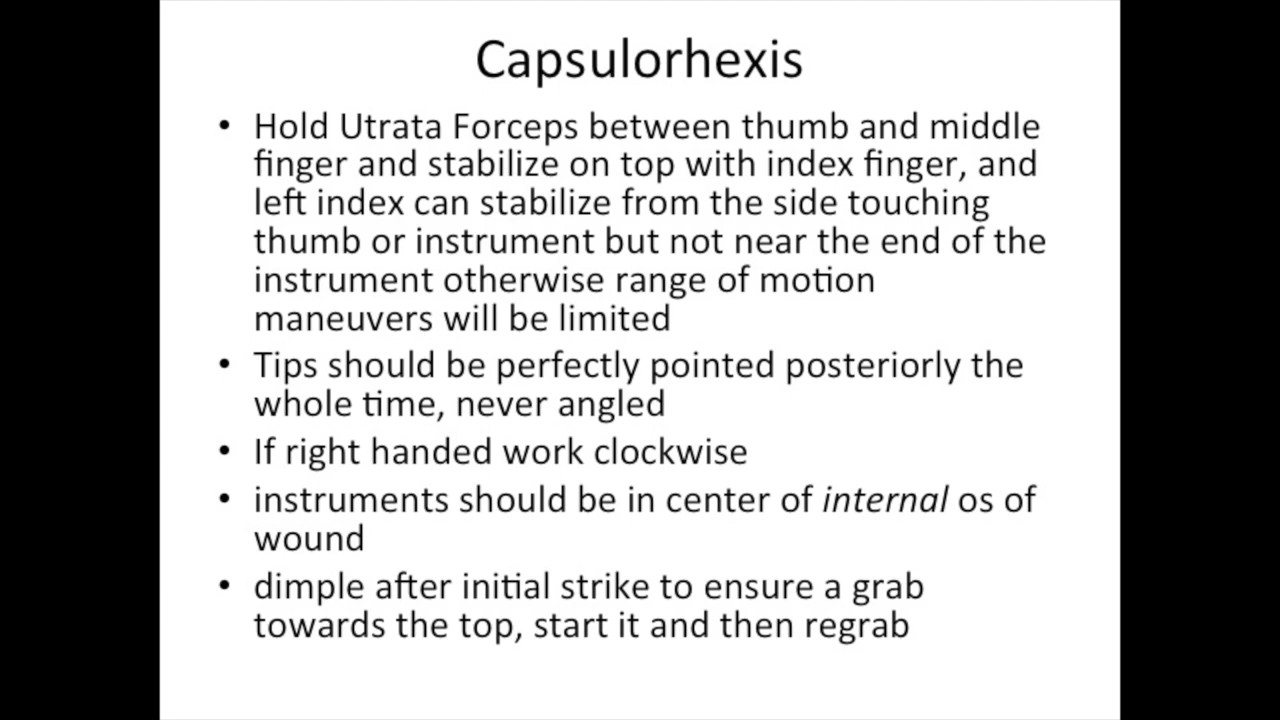 Capsulorhexis
• Hold Utrata Forceps between thumb and middle
finger and stabilize on top with index finger, and
left index can stabilize from the side touching
thumb or instrument but not near the end of the
instrument otherwise range of motion
maneuvers will be limited
• Tips should be perfectly pointed posteriorly the
whole time, never angled
• If right handed work clockwise
• instruments should be in center of internal os of
wound
• dimple after initial strike to ensure a grab
towards the top, start it and then regrab